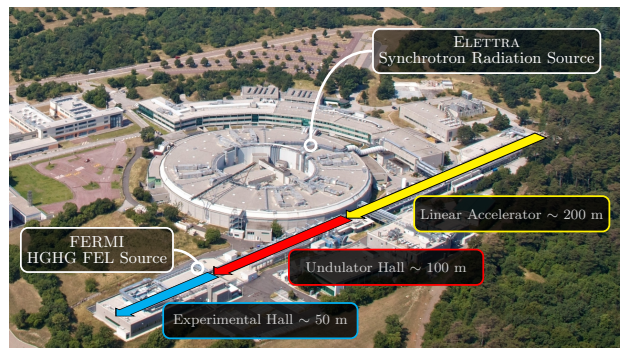 ELETTRA
Synchrotron Radiation Source
Linear Accelerator ~ 200 m
FERMI
HGHG FEL Source
Undulator Hall ~ 100 m
Experimental Hall ~ 50 m